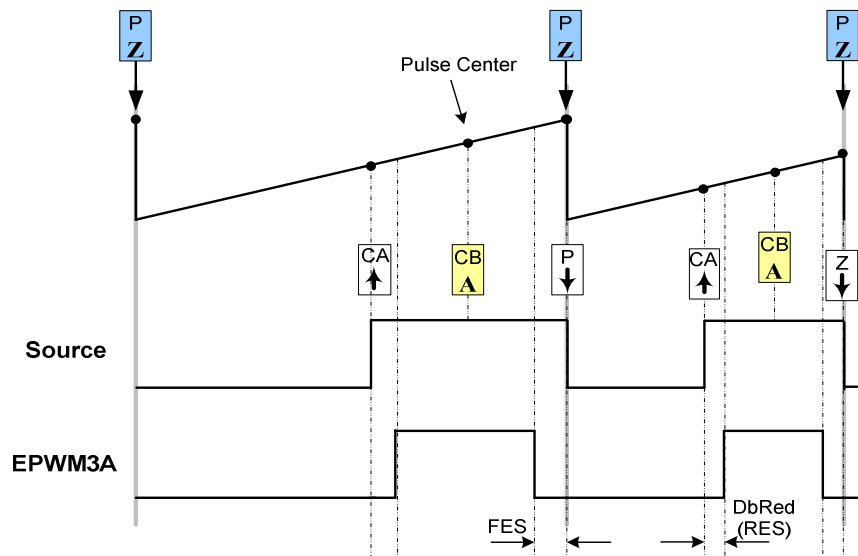 P
Z
P
Z
P
Z
Pulse Center
CA
CB
A
P
CA
CB
A
Z
Source
EPWM3A
FES
DbRed
(RES)